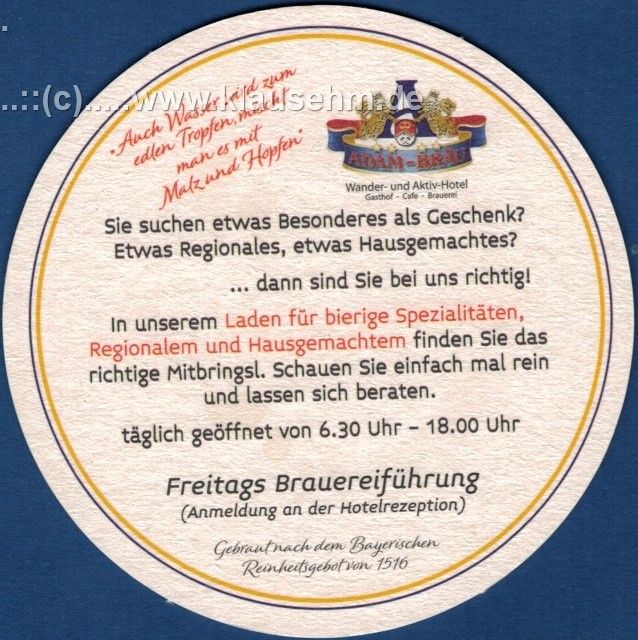 ..::(c).....www.klausehm.de
"Auch Wasser wird zum
edlen Tropfen, mischt
man es mit
Malz und Hopfen"
A
ADAM-BRÄU
Wander- und Aktiv-Hotel
Gasthof - Cafe - Brauerei
Sie suchen etwas Besonderes als Geschenk?
Etwas Regionales, etwas Hausgemachtes?
... dann sind Sie bei uns richtig!
In unserem Laden für bierige Spezialitäten,
Regionalem und Hausgemachtem finden Sie das
richtige Mitbringsl. Schauen Sie einfach mal rein
und lassen sich beraten.
täglich geöffnet von 6.30 Uhr – 18.00 Uhr
Freitags Brauereiführung
(Anmeldung an der Hotelrezeption)
Gebraut nach dem Bayerischen
Reinheitsgebot von 1516